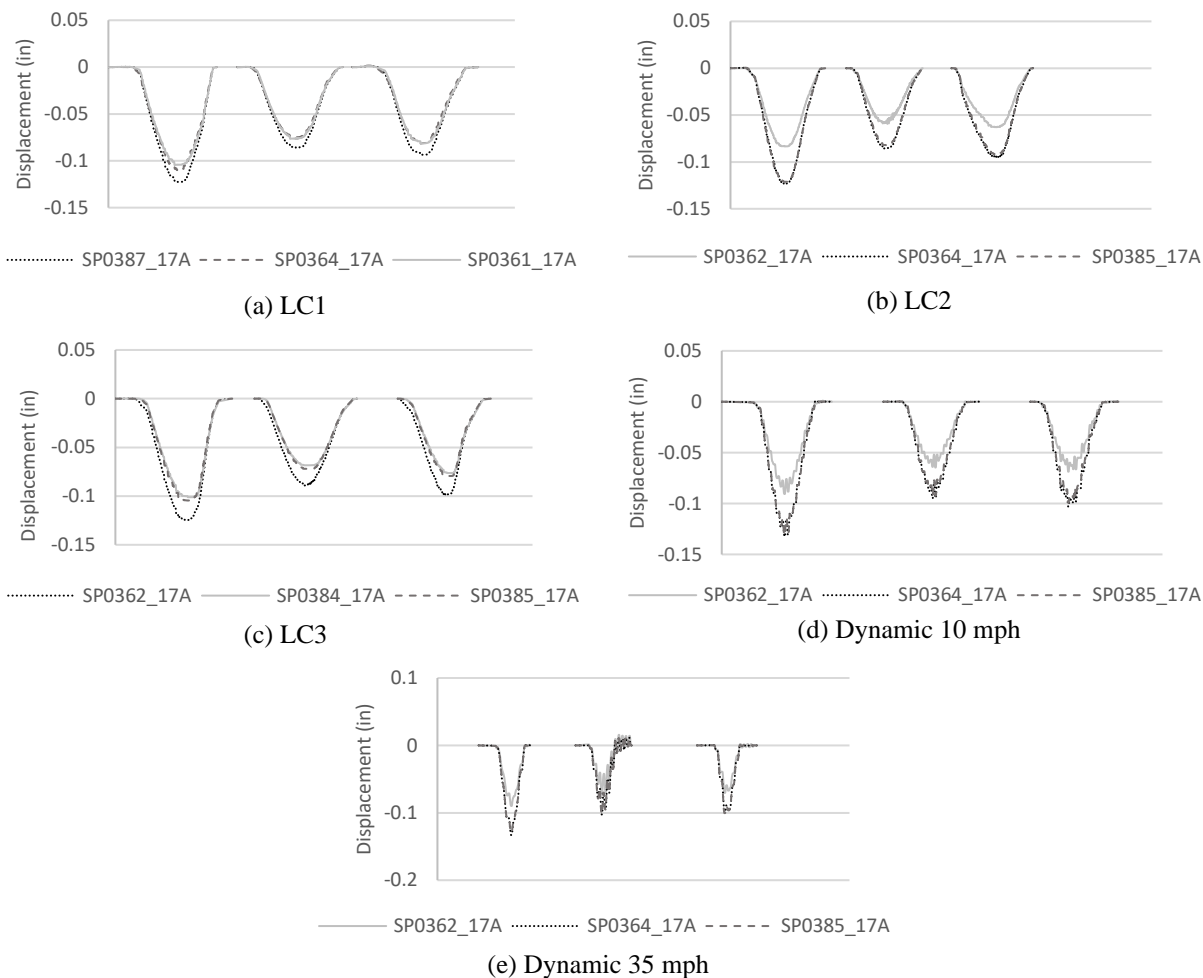 0.05
0
-0.05
-0.1
-0.15
Displacement (in)
SP0387_17A SP0364_17A SP0361_17A
(a) LC1
0.05
0
-0.05
-0.1
-0.15
Displacement (in)
SP0362_17A SP0364_17A SP0385_17A
(b) LC2
0.05
0
-0.05
-0.1
-0.15
Displacement (in)
SP0362_17A SP0384_17A SP0385_17A
(c) LC3
0.05
0
-0.05
-0.1
-0.15
Displacement (in)
SP0362_17A SP0364_17A SP0385_17A
(d) Dynamic 10 mph
0.1
0
-0.1
-0.2
Displacement (in)
SP0362_17A SP0364_17A SP0385_17A
(e) Dynamic 35 mph